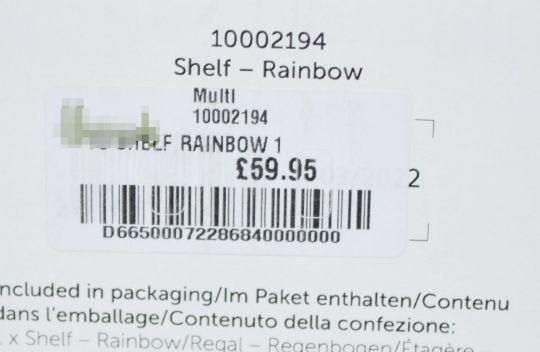 10002194
Shelf – Rainbow
Multi
10002194
SHELF RAINBOW 1
£59.95
2
D66500072286840000000
ncluded in packaging/Im Paket enthalten/Contenu
dans l'emballage/Contenuto della confezione:
x Shelf – Rainbow/Regal – Regenbogen/Étagère